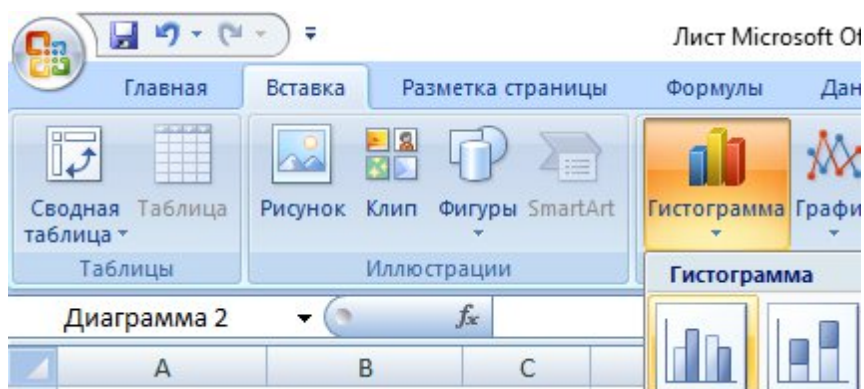 Лист Microsoft Of
Главная Вставка Разметка страницы Формулы Дан
Сводная таблица Таблица Рисунок Клип Фигуры SmartArt Гистограмма Графи
Таблицы Иллюстрации
Гистограмма
Диаграмма 2 fx
A B C